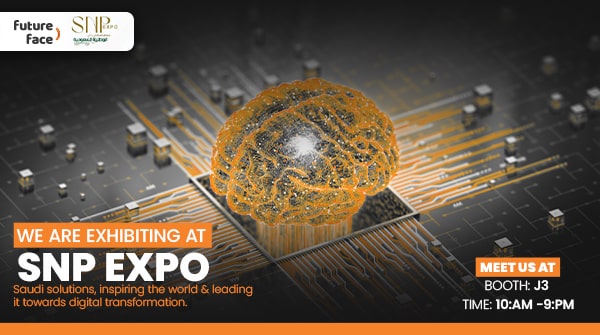 future
face
SNP EXPO
WE ARE EXHIBITING AT
SNP EXPO
Saudi solutions, inspiring the world & leading
it towards digital transformation.
MEET US AT
BOOTH: J3
TIME: 10:AM -9:PM